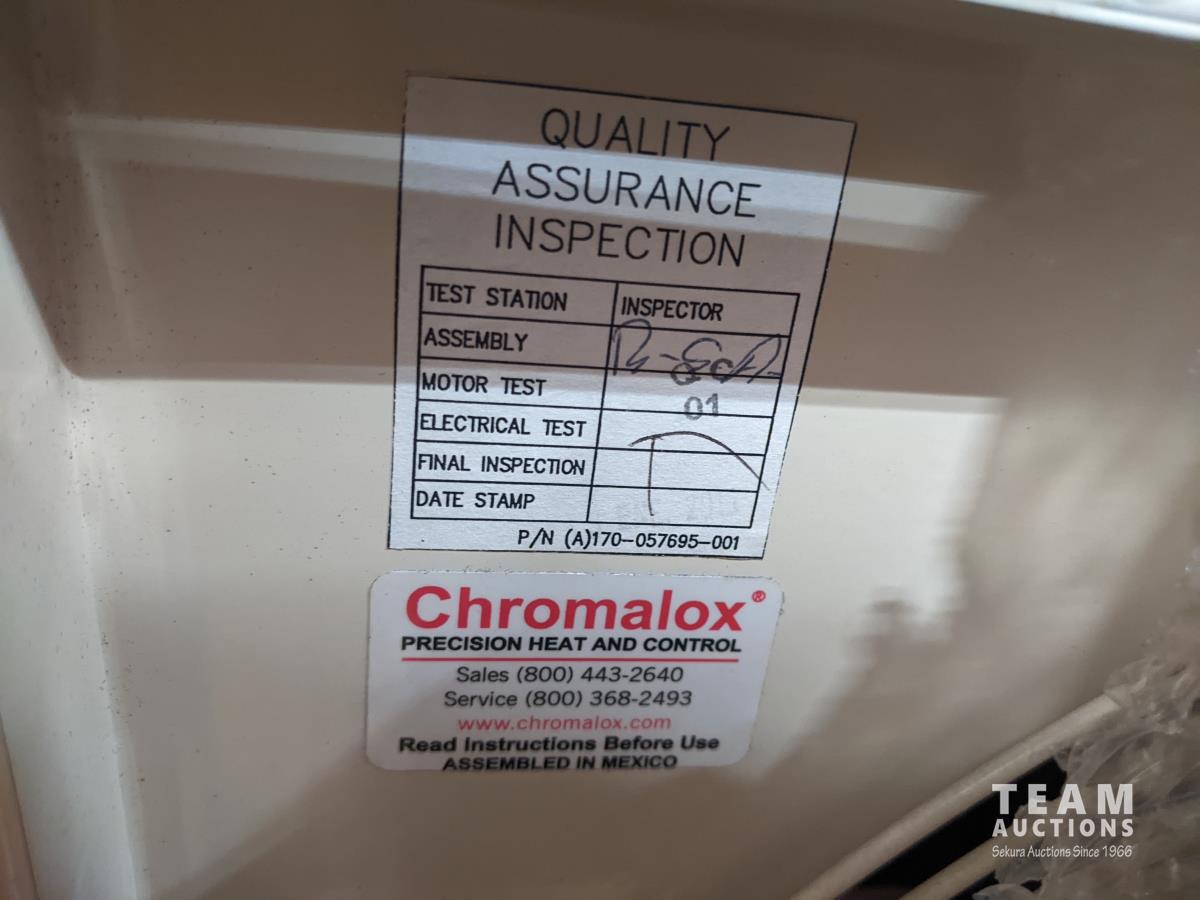 QUALITY
ASSURANCE
INSPECTION
TEST STATION INSPECTOR
ASSEMBLY
MOTOR TEST
01
ELECTRICAL TEST
FINAL INSPECTION
DATE STAMP
P/N (A)170-057695-001
Chromalox®
PRECISION HEAT AND CONTROL
Sales (800) 443-2640
Service (800) 368-2493
www.chromalox.com
Read Instructions Before Use
ASSEMBLED IN MEXICO
TEAM
AUCTIONS
Sekura Auctions Since 1966